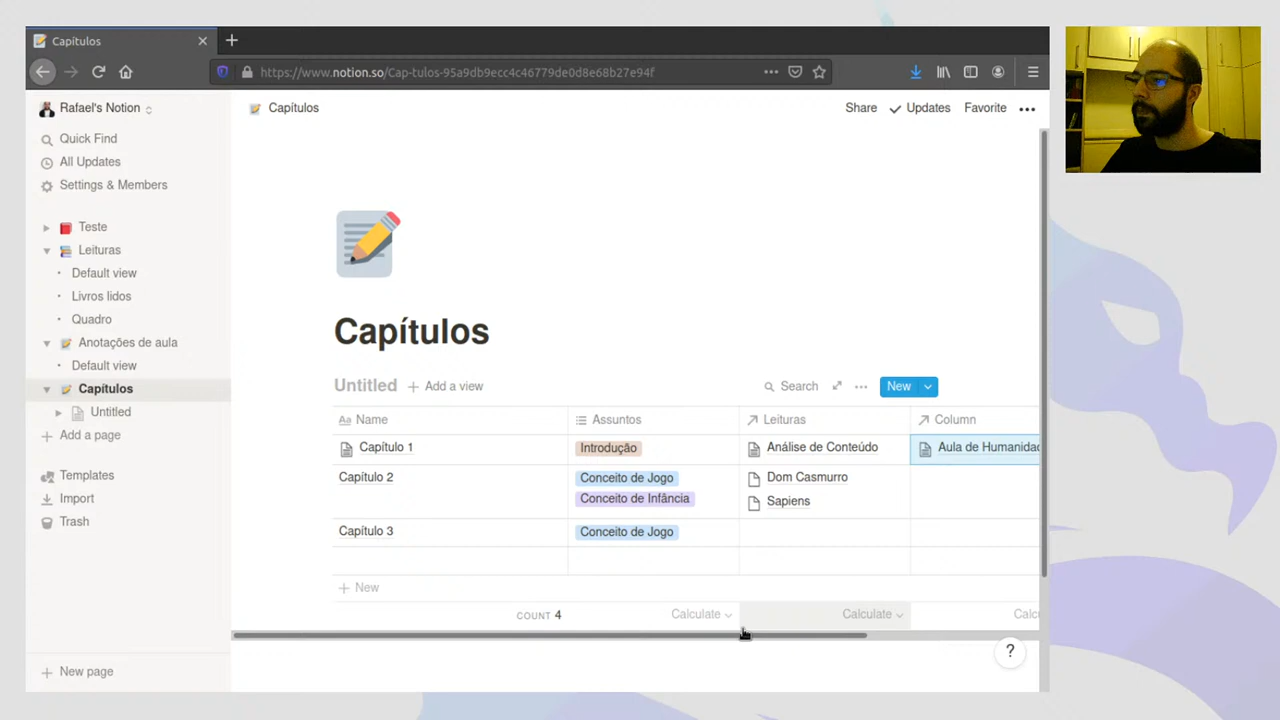 Capítulos
https://www.notion.so/Cap-tulos-95a9db9ecc4c46779de0d8e68b27e94f
Rafael's Notion
Capítulos
Share
Updates
Favorite
Quick Find
All Updates
Settings & Members
Teste
Leituras
Default view
Livros lidos
Quadro
Anotações de aula
Default view
Capítulos
Untitled
Add a page
Templates
Import
Trash
New page
Capítulos
Untitled
Add a view
Search
New
Aa Name
Assuntos
Leituras
Column
Capítulo 1
Introdução
Análise de Conteúdo
Aula de Humanidad
Capítulo 2
Conceito de Jogo
Conceito de Infância
Dom Casmurro
Sapiens
Capítulo 3
Conceito de Jogo
New
COUNT 4
Calculate
Calculate
Calc
?